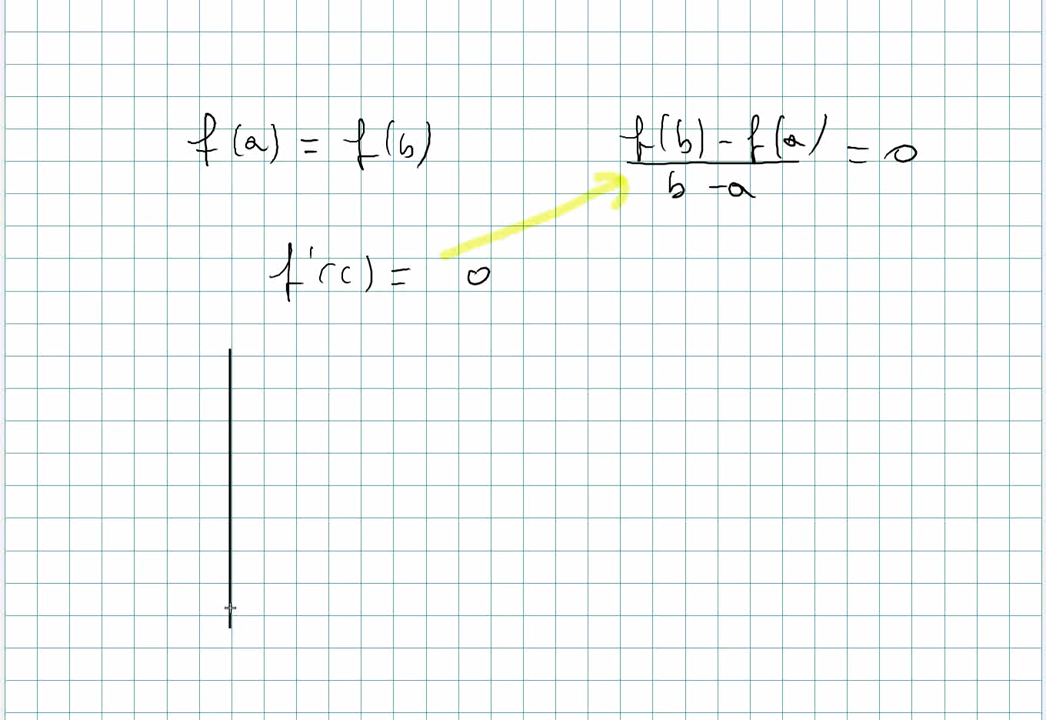 f(a) = f(b)
f(b) - f(a) / b - a = 0
f'(c) = 0